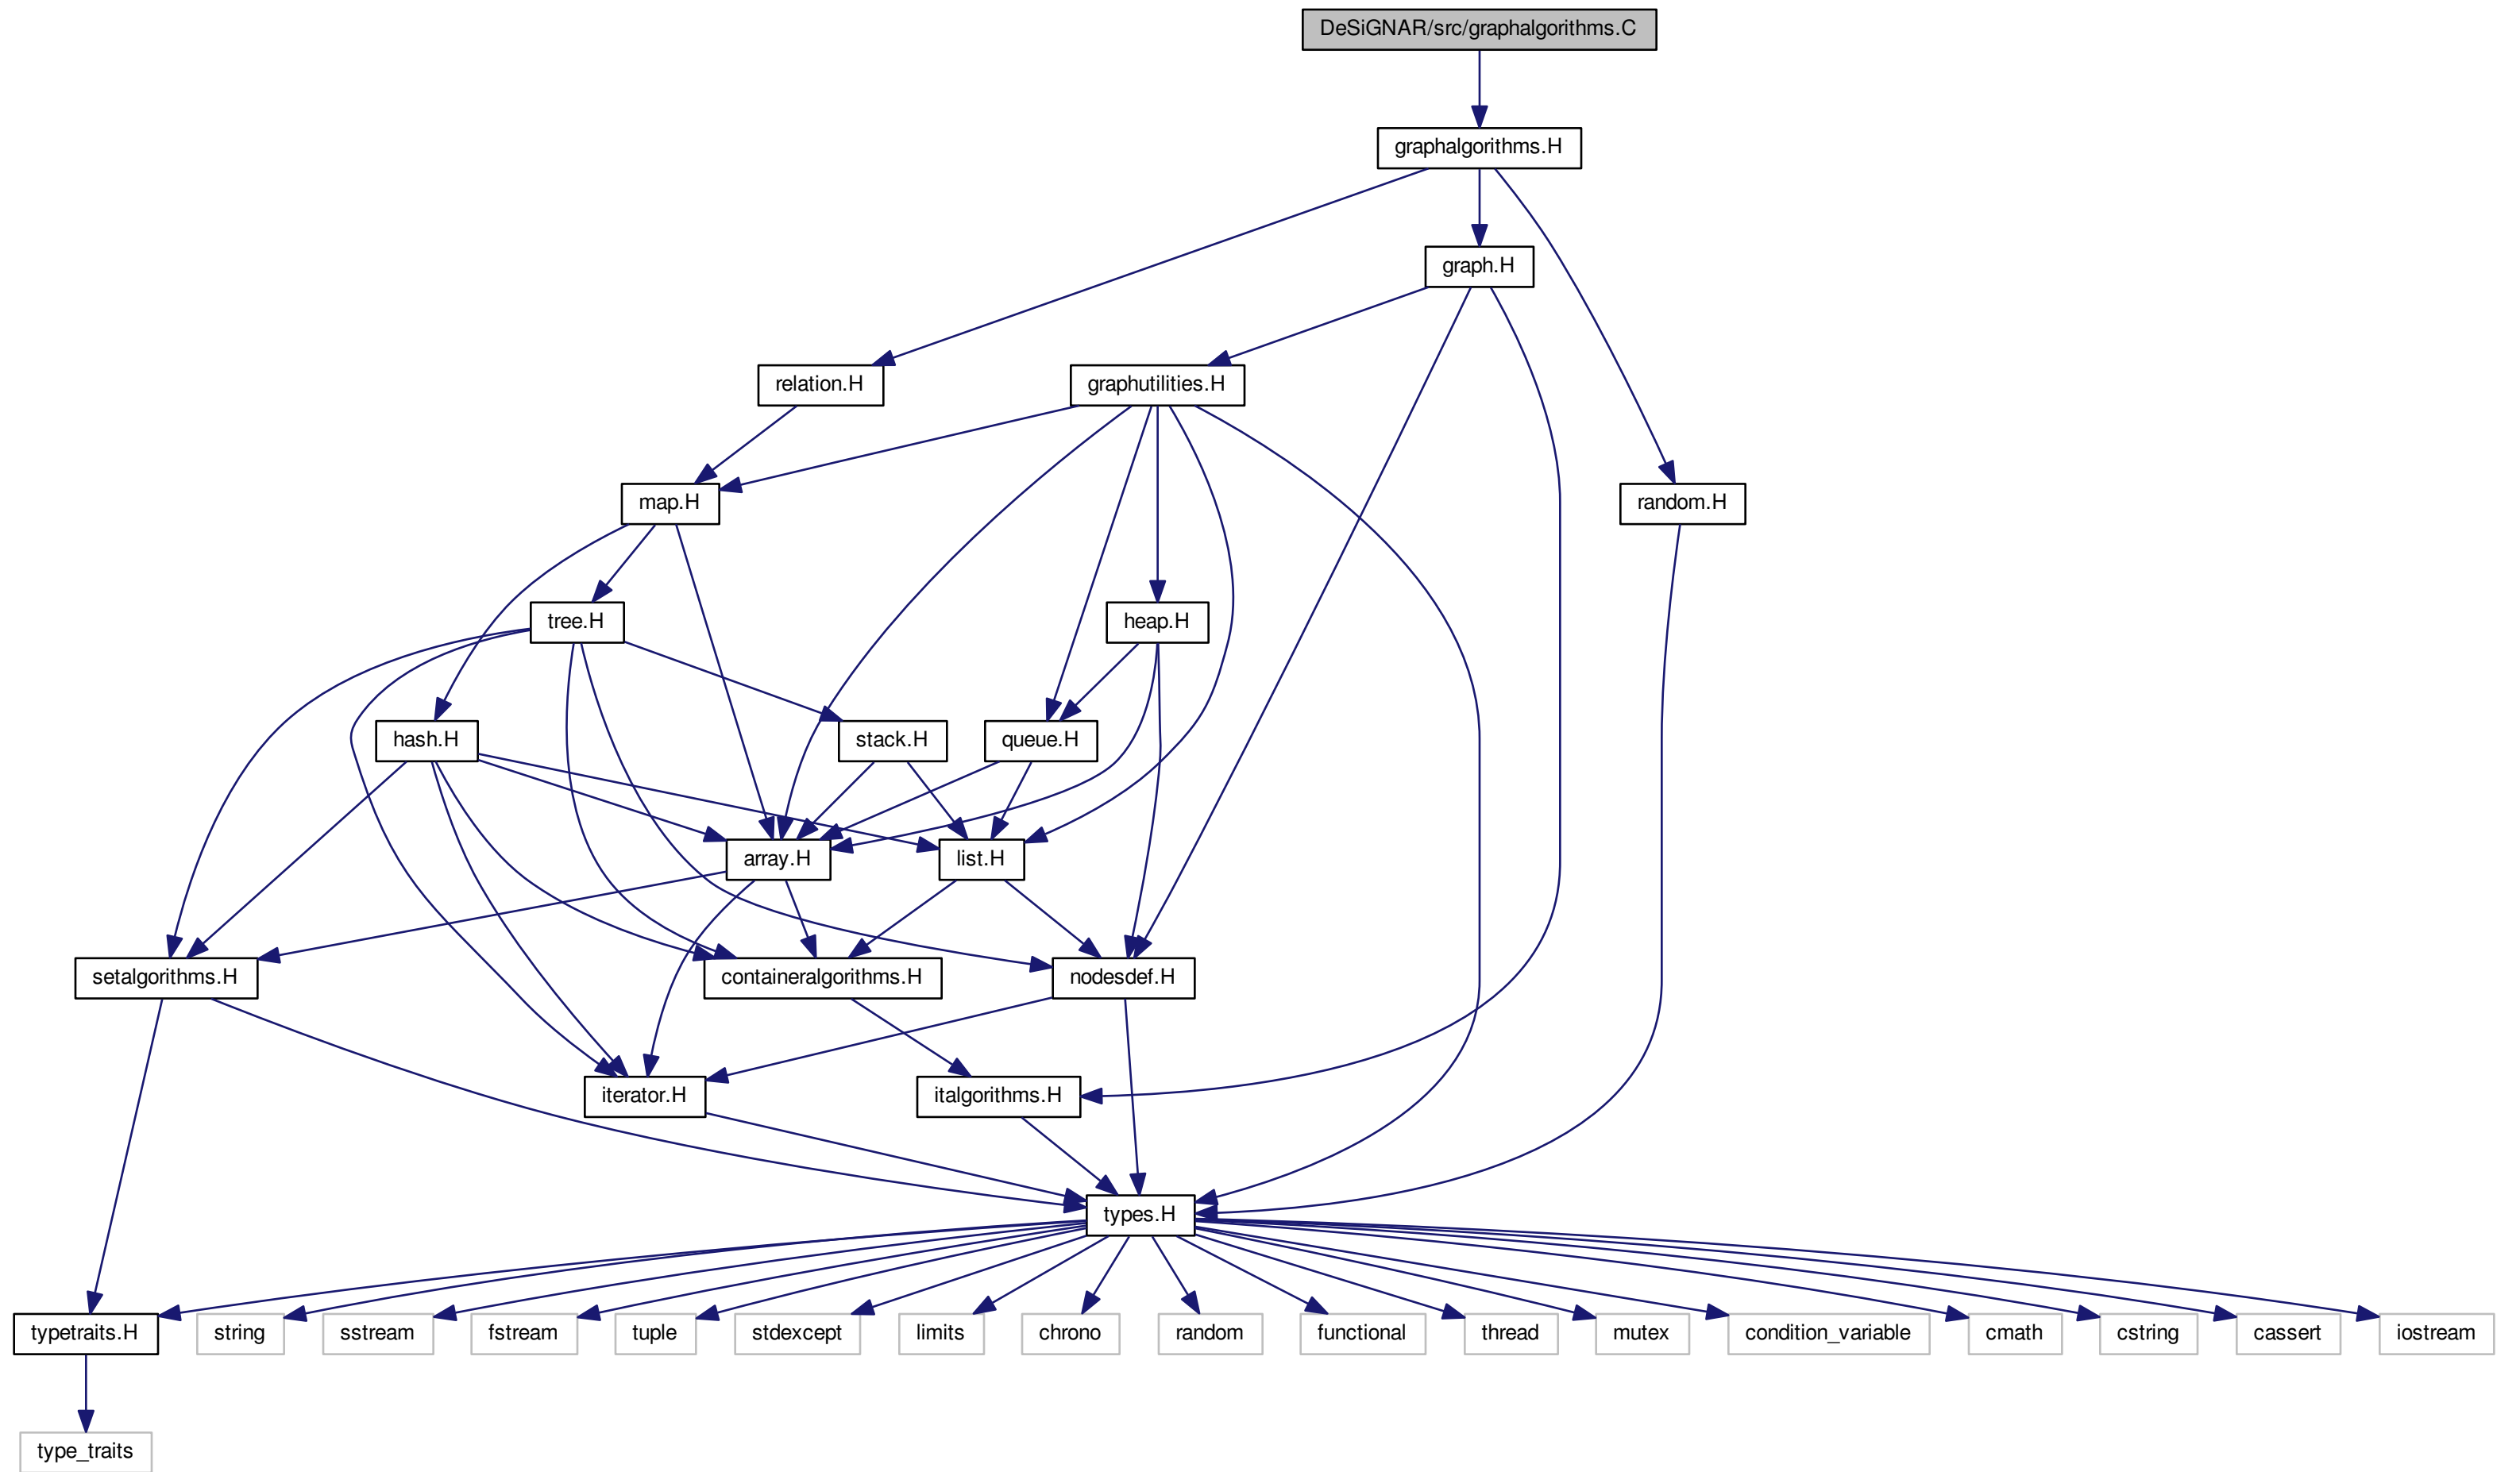 DeSiGNAR/src/graphalgorithms.C
graphalgorithms.H
graph.H
relation.H
graphutilities.H
map.H
random.H
tree.H
heap.H
hash.H
stack.H
queue.H
array.H
list.H
setalgorithms.H
containeralgorithms.H
nodesdef.H
iterator.H
italgorithms.H
types.H
typetraits.H
string
sstream
fstream
tuple
stdexcept
limits
chrono
random
functional
thread
mutex
condition_variable
cmath
cstring
cassert
iostream
type_traits